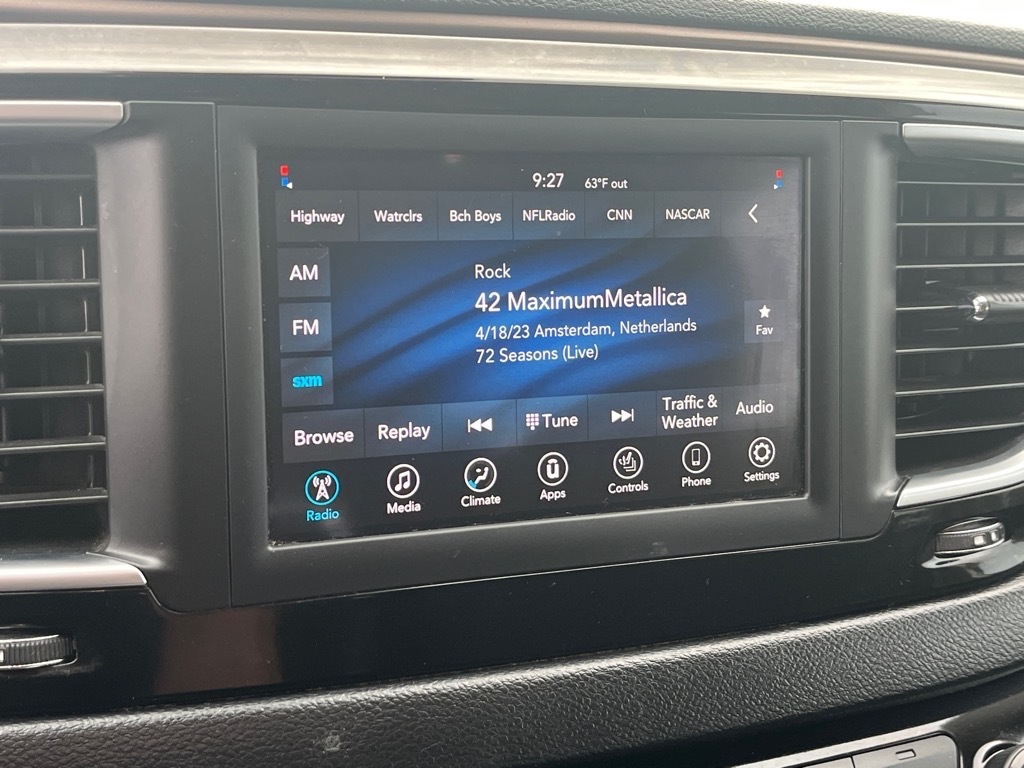 9:27 63°F out
Highway Watrclrs Bch Boys NFLRadio CNN NASCAR
AM
FM
sxm
Rock
42 MaximumMetallica
4/18/23 Amsterdam, Netherlands
72 Seasons (Live)
Fav
Browse Replay Tune Traffic & Weather Audio
Radio Media Climate Apps Controls Phone Settings